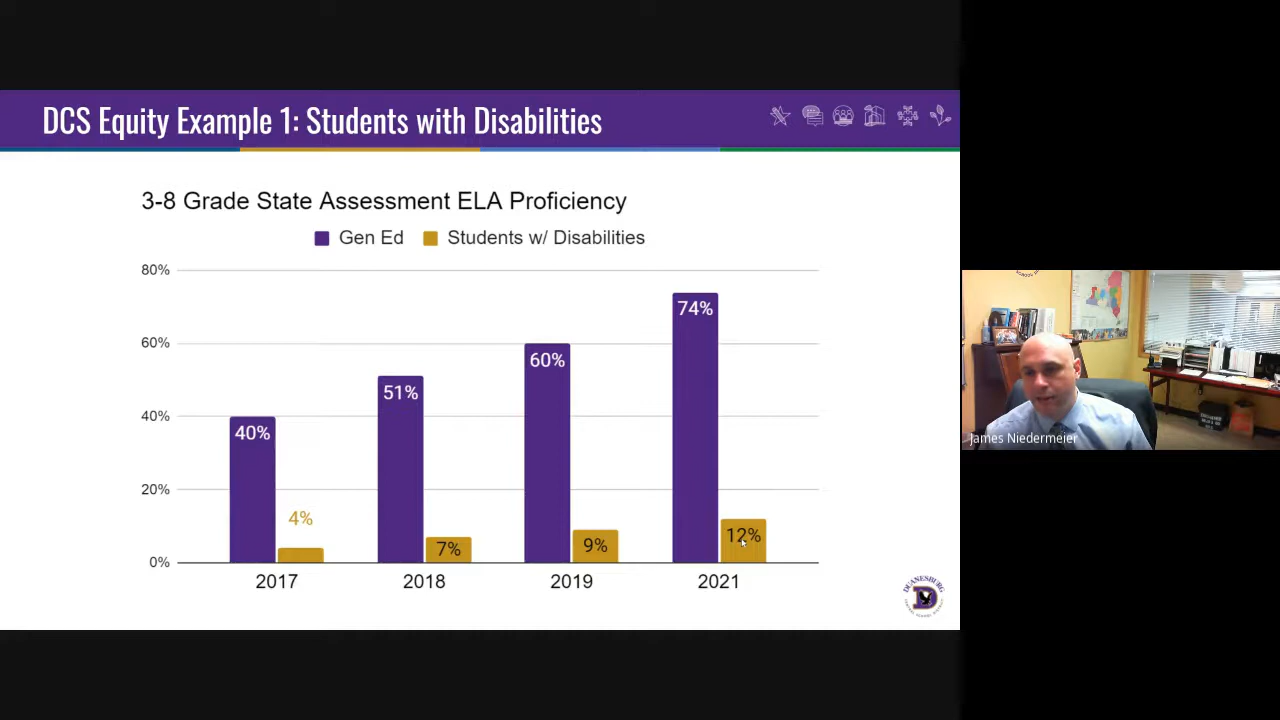 DCS Equity Example 1: Students with Disabilities
3-8 Grade State Assessment ELA Proficiency
Gen Ed
Students w/ Disabilities
80%
60%
40%
20%
0%
40%
4%
51%
7%
60%
9%
74%
12%
2017
2018
2019
2021
DUANESBURG
D
James Niedermeier